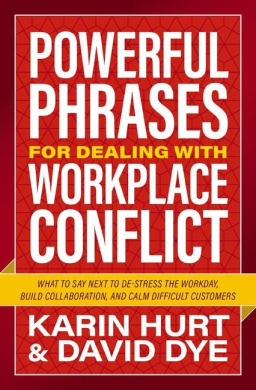 POWERFUL
PHRASES
FOR DEALING WITH
WORKPLACE
CONFLICT
WHAT TO SAY NEXT TO DE-STRESS THE WORKDAY,
BUILD COLLABORATION, AND CALM DIFFICULT CUSTOMERS
KARIN HURT
& DAVID DYE